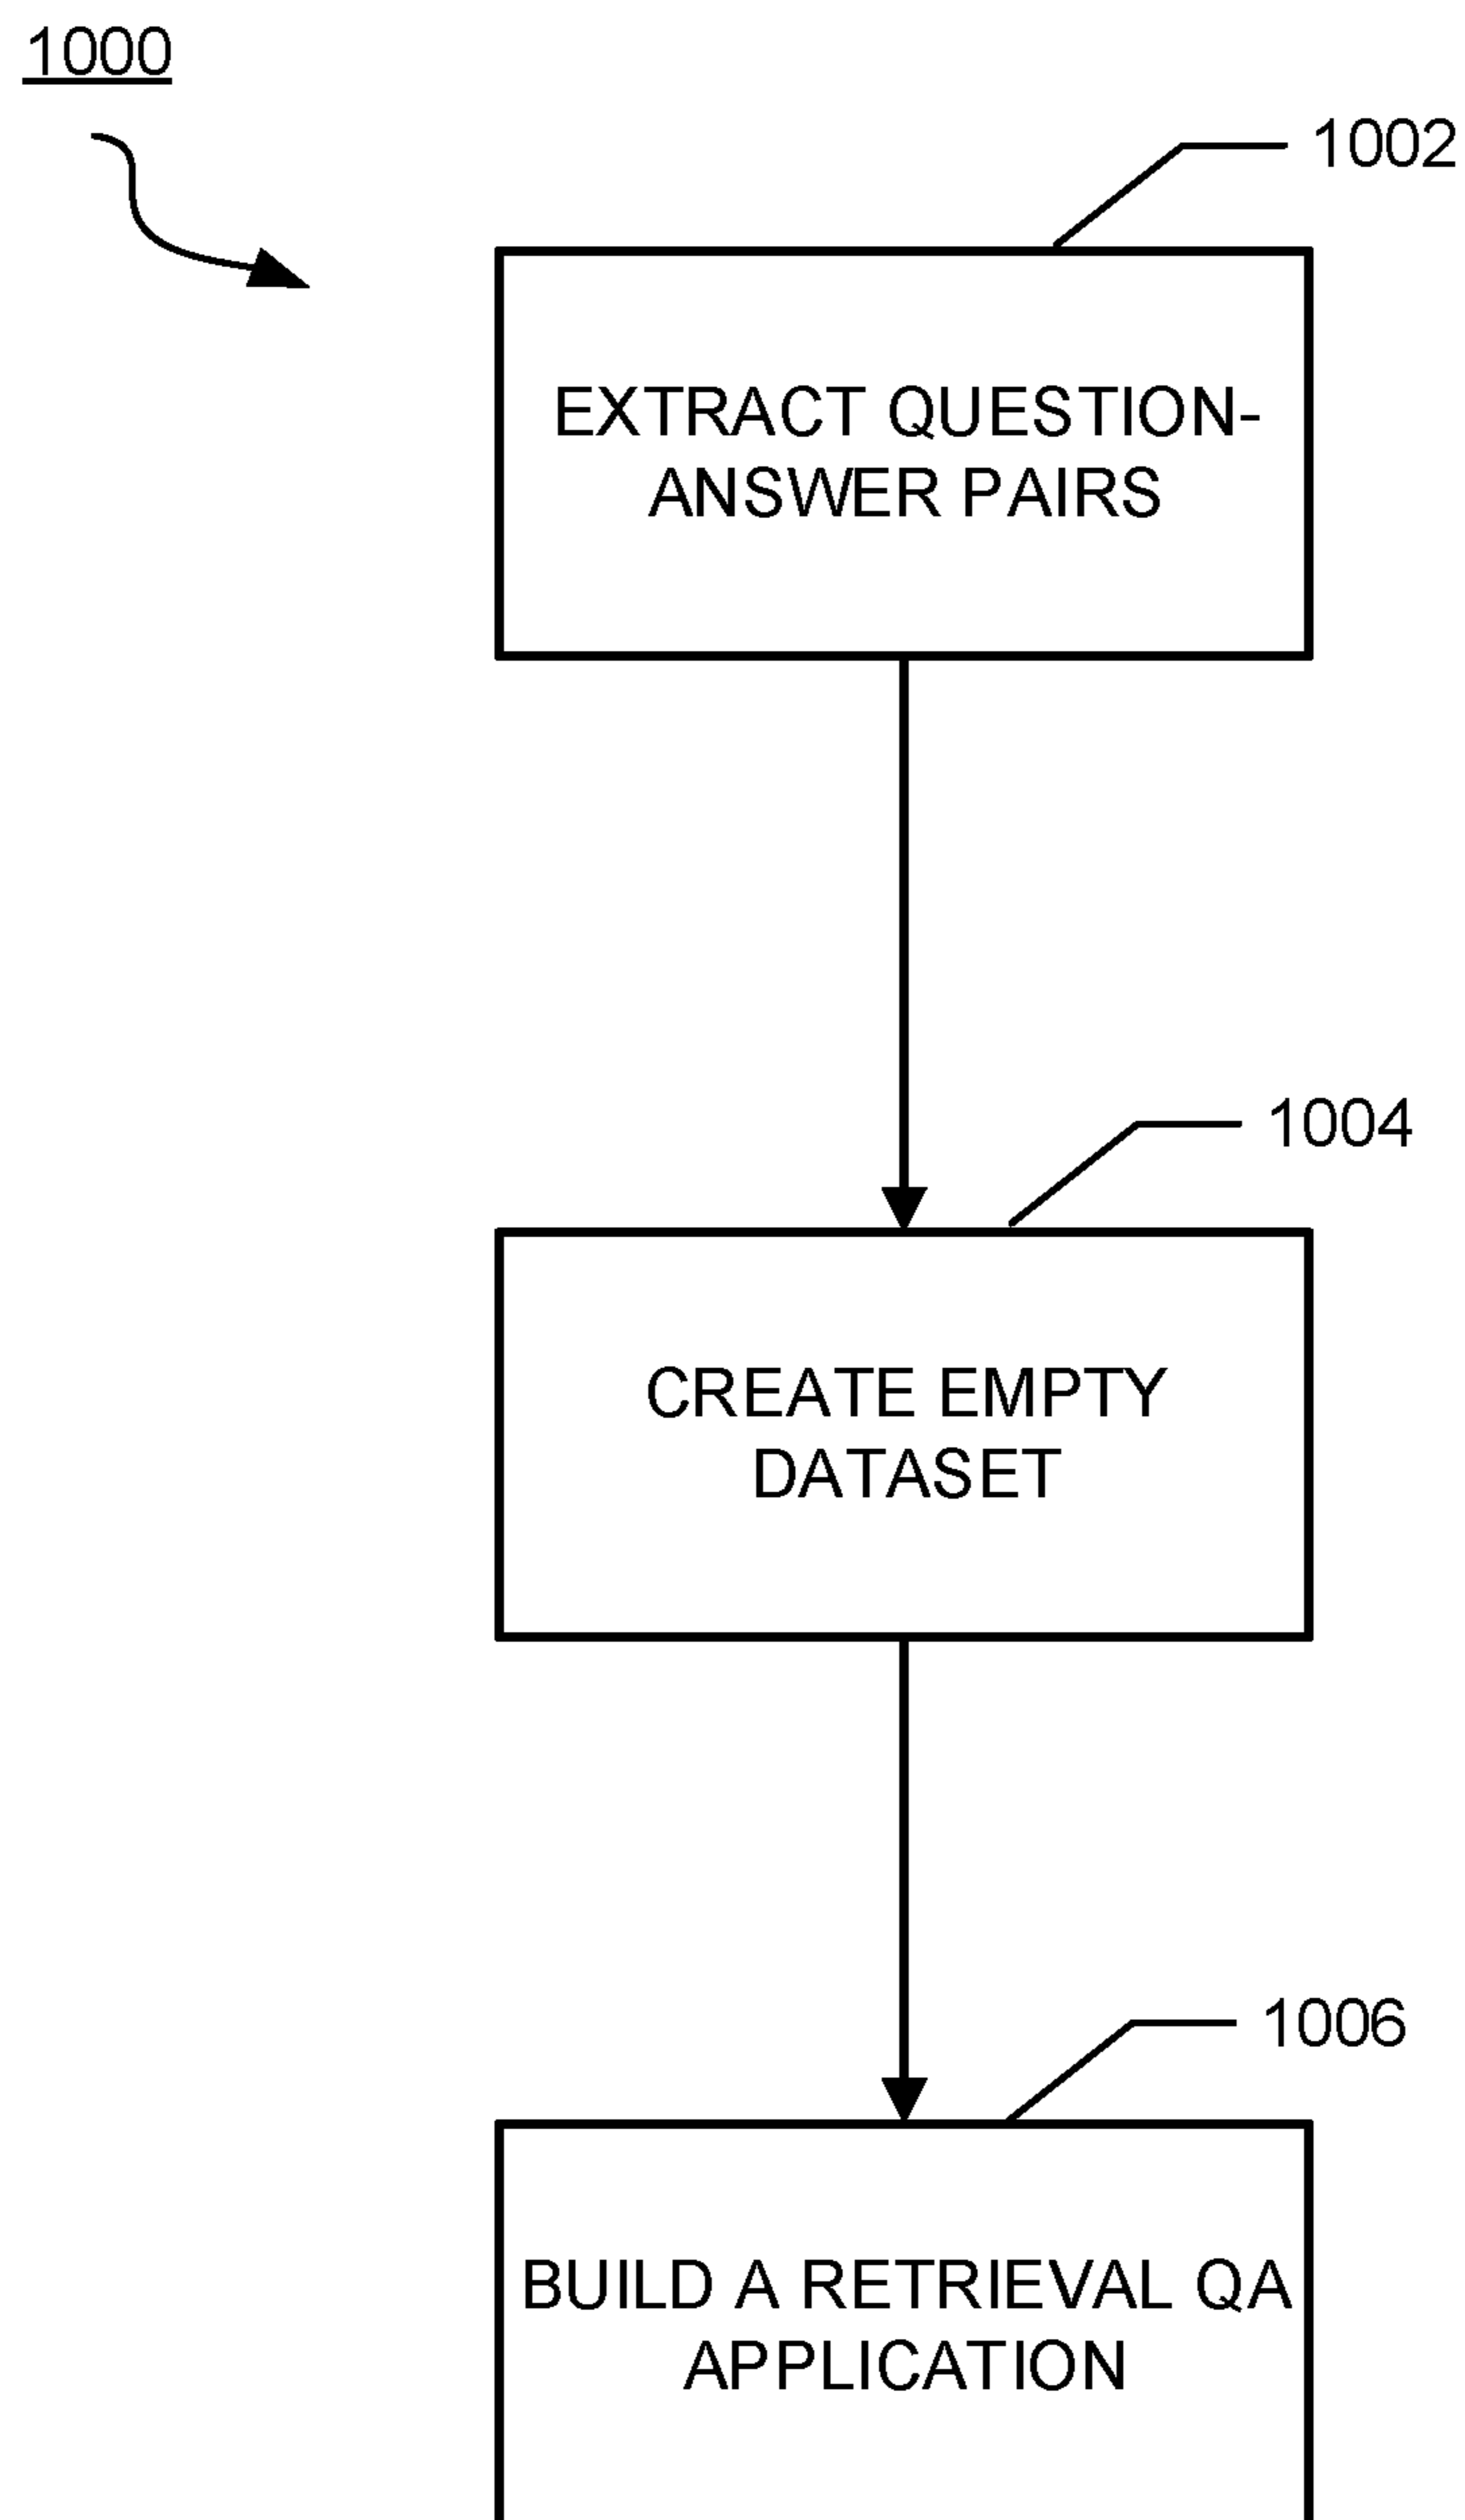 1000
1002
EXTRACT QUESTION-
ANSWER PAIRS
1004
CREATE EMPTY
DATASET
1006
BUILD A RETRIEVAL QA
APPLICATION